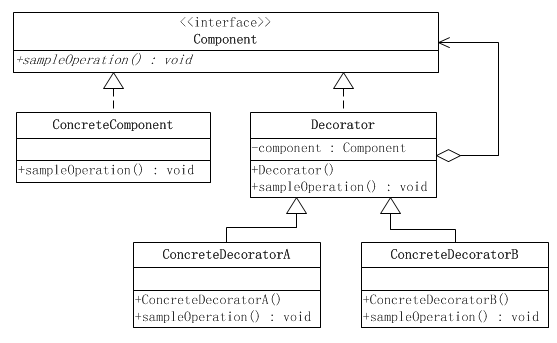 <<interface>>
Component
+sampleOperation() : void
ConcreteComponent
+sampleOperation() : void
Decorator
-component : Component
+Decorator()
+sampleOperation() : void
ConcreteDecoratorA
+ConcreteDecoratorA()
+sampleOperation() : void
ConcreteDecoratorB
+ConcreteDecoratorB()
+sampleOperation() : void